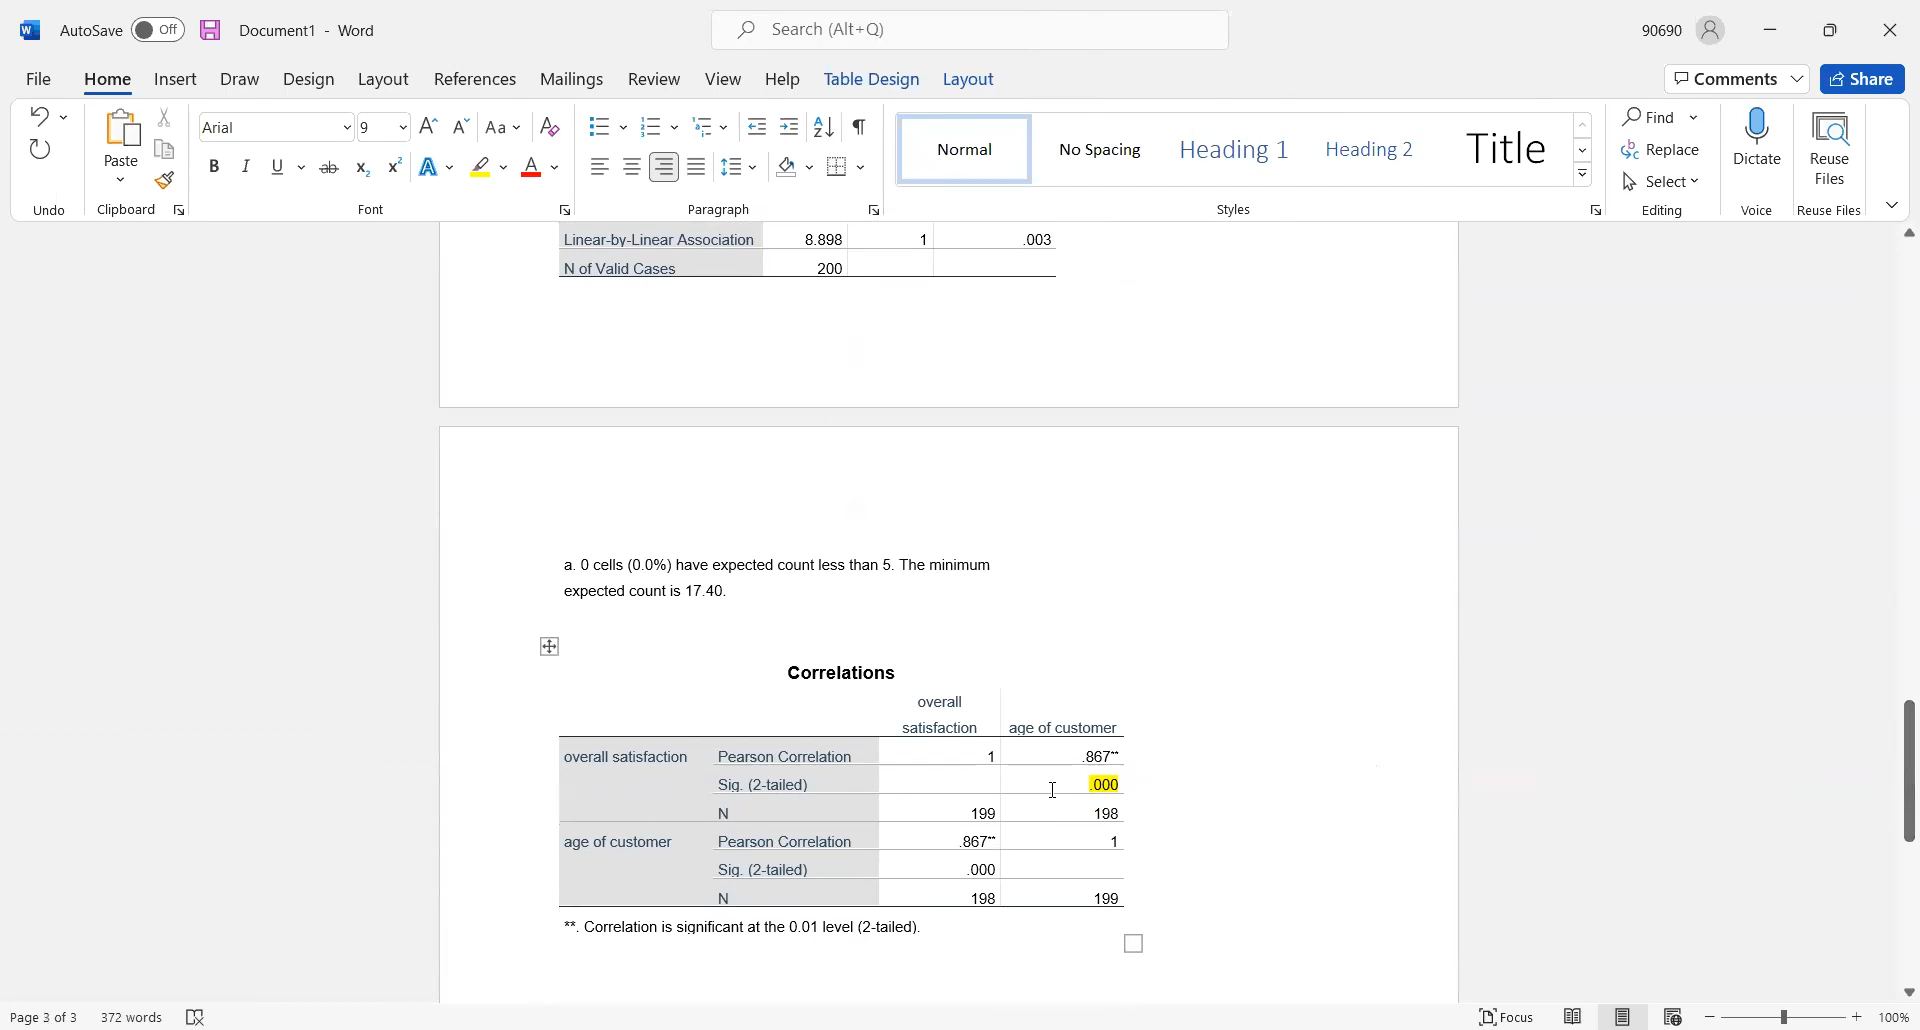 AutoSave Off Document1 - Word Search (Alt+Q) 90690
File Home Insert Draw Design Layout References Mailings Review View Help Table Design Layout Comments Share
Paste Arial 9 Aa Normal No Spacing Heading 1 Heading 2 Title Find Replace Select Dictate Reuse Files
Undo Clipboard Font Paragraph Styles Editing Voice Reuse Files
Linear-by-Linear Association 8.898 1 .003
N of Valid Cases 200
a. 0 cells (0.0%) have expected count less than 5. The minimum
expected count is 17.40.
Correlations
overall
satisfaction age of customer
overall satisfaction Pearson Correlation 1 .867**
Sig. (2-tailed) .000
N 199 198
age of customer Pearson Correlation .867** 1
Sig. (2-tailed) .000
N 198 199
**. Correlation is significant at the 0.01 level (2-tailed).
Page 3 of 3 372 words Focus 100%